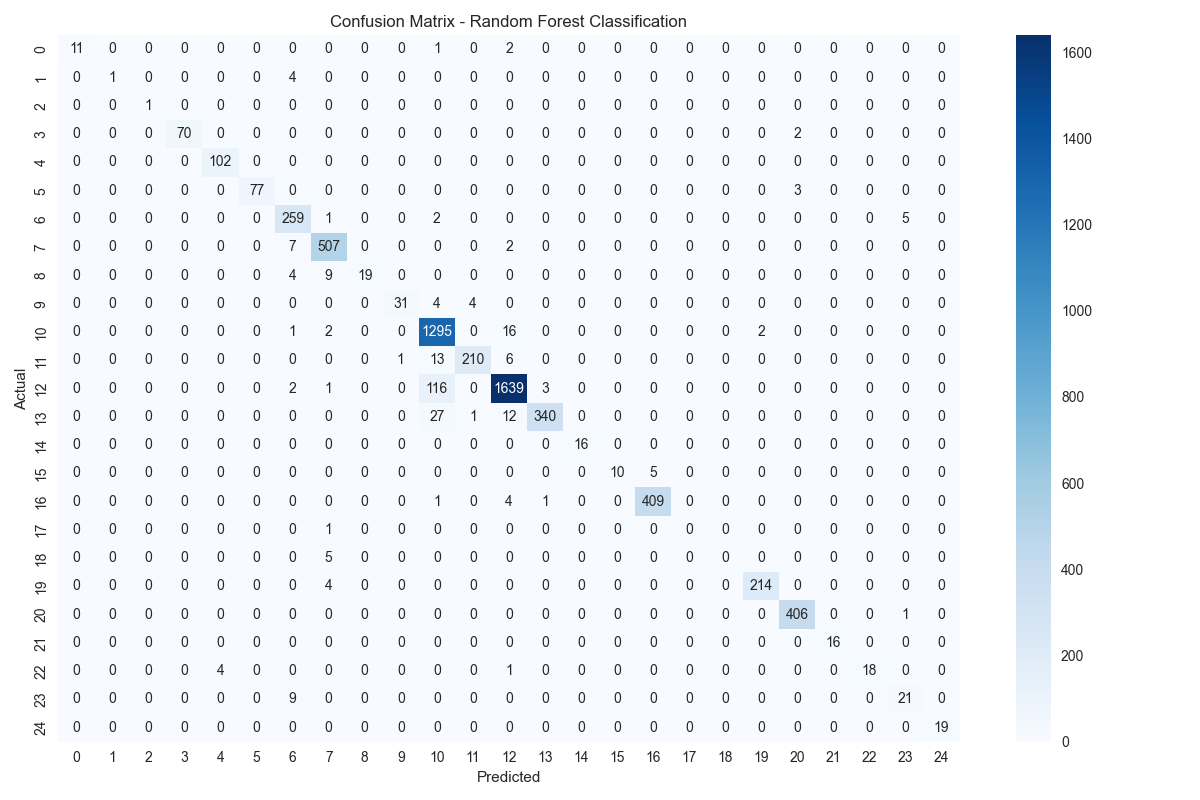 Confusion Matrix - Random Forest Classification
0 11 0 0 0 0 0 0 0 0 0 1 0 2 0 0 0 0 0 0 0 0 0 0 0 0
1 0 1 0 0 0 0 4 0 0 0 0 0 0 0 0 0 0 0 0 0 0 0 0 0 0
2 0 0 1 0 0 0 0 0 0 0 0 0 0 0 0 0 0 0 0 0 0 0 0 0 0
3 0 0 0 70 0 0 0 0 0 0 0 0 0 0 0 0 0 0 0 0 2 0 0 0 0
4 0 0 0 0 102 0 0 0 0 0 0 0 0 0 0 0 0 0 0 0 0 0 0 0 0
5 0 0 0 0 0 77 0 0 0 0 0 0 0 0 0 0 0 0 0 0 3 0 0 0 0
6 0 0 0 0 0 0 259 1 0 0 2 0 0 0 0 0 0 0 0 0 0 0 0 5 0
7 0 0 0 0 0 0 7 507 0 0 0 0 2 0 0 0 0 0 0 0 0 0 0 0 0
8 0 0 0 0 0 0 4 9 19 0 0 0 0 0 0 0 0 0 0 0 0 0 0 0 0
9 0 0 0 0 0 0 0 0 0 31 4 4 0 0 0 0 0 0 0 0 0 0 0 0 0
10 0 0 0 0 0 0 1 2 0 0 1295 0 16 0 0 0 0 0 0 2 0 0 0 0 0
11 0 0 0 0 0 0 0 0 0 1 13 210 6 0 0 0 0 0 0 0 0 0 0 0 0
12 0 0 0 0 0 0 2 1 0 0 116 0 1639 3 0 0 0 0 0 0 0 0 0 0 0
13 0 0 0 0 0 0 0 0 0 0 27 1 12 340 0 0 0 0 0 0 0 0 0 0 0
14 0 0 0 0 0 0 0 0 0 0 0 0 0 0 16 0 0 0 0 0 0 0 0 0 0
15 0 0 0 0 0 0 0 0 0 0 0 0 0 0 0 10 5 0 0 0 0 0 0 0 0
16 0 0 0 0 0 0 0 0 0 0 1 0 4 1 0 0 409 0 0 0 0 0 0 0 0
17 0 0 0 0 0 0 0 1 0 0 0 0 0 0 0 0 0 0 0 0 0 0 0 0 0
18 0 0 0 0 0 0 0 5 0 0 0 0 0 0 0 0 0 0 0 0 0 0 0 0 0
19 0 0 0 0 0 0 0 4 0 0 0 0 0 0 0 0 0 0 0 214 0 0 0 0 0
20 0 0 0 0 0 0 0 0 0 0 0 0 0 0 0 0 0 0 0 0 406 0 0 1 0
21 0 0 0 0 0 0 0 0 0 0 0 0 0 0 0 0 0 0 0 0 0 16 0 0 0
22 0 0 0 0 4 0 0 0 0 0 0 0 1 0 0 0 0 0 0 0 0 0 18 0 0
23 0 0 0 0 0 0 9 0 0 0 0 0 0 0 0 0 0 0 0 0 0 0 0 21 0
24 0 0 0 0 0 0 0 0 0 0 0 0 0 0 0 0 0 0 0 0 0 0 0 0 19
0 1 2 3 4 5 6 7 8 9 10 11 12 13 14 15 16 17 18 19 20 21 22 23 24
Predicted
Actual
1600
1400
1200
1000
800
600
400
200
0